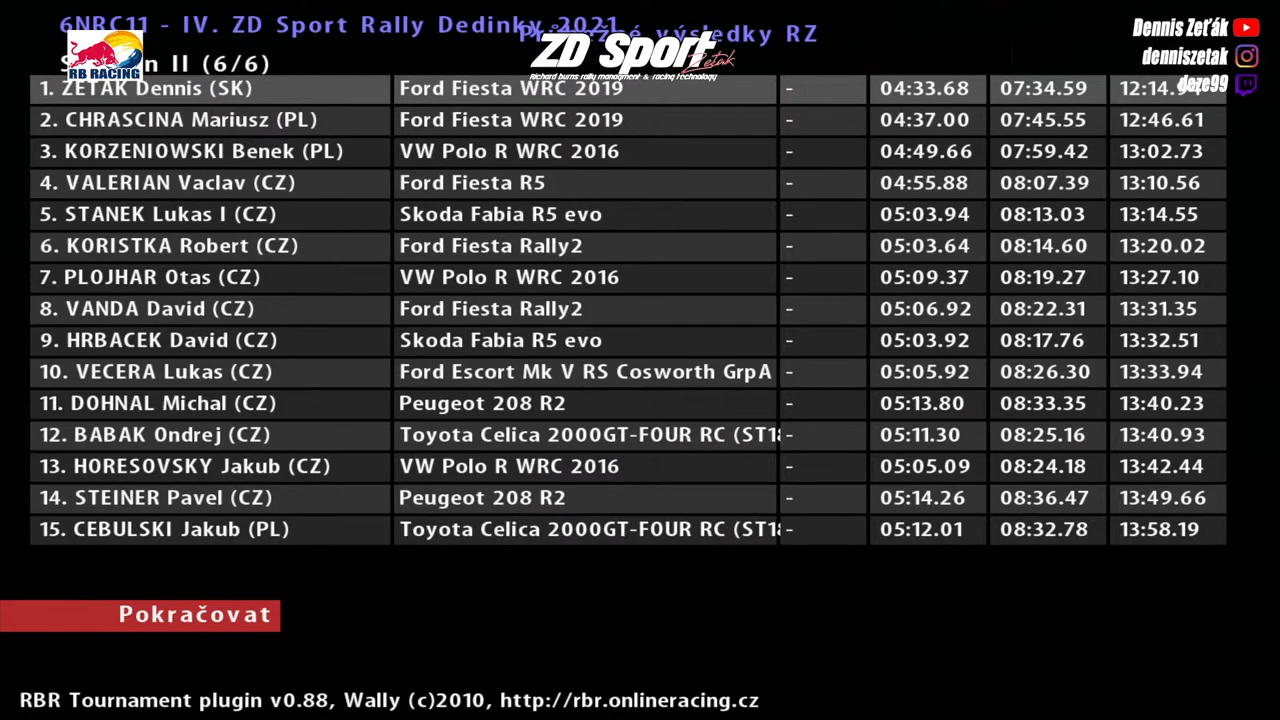 6NRC11 - IV. ZD Sport Rally Dedinky 2021
výsledky RZ
ZD Sport
Zeťák
Richard burns rally managment & racing technology
Dennis Zeťák
denniszetak
deze99
RB RACING
II (6/6)
1. ZETAK Dennis (SK) Ford Fiesta WRC 2019 - 04:33.68 07:34.59
2. CHRASCINA Mariusz (PL) Ford Fiesta WRC 2019 - 04:37.00 07:45.55 12:46.61
3. KORZENIOWSKI Benek (PL) VW Polo R WRC 2016 - 04:49.66 07:59.42 13:02.73
4. VALERIAN Vaclav (CZ) Ford Fiesta R5 - 04:55.88 08:07.39 13:10.56
5. STANEK Lukas I (CZ) Skoda Fabia R5 evo - 05:03.94 08:13.03 13:14.55
6. KORISTKA Robert (CZ) Ford Fiesta Rally2 - 05:03.64 08:14.60 13:20.02
7. PLOJHAR Otas (CZ) VW Polo R WRC 2016 - 05:09.37 08:19.27 13:27.10
8. VANDA David (CZ) Ford Fiesta Rally2 - 05:06.92 08:22.31 13:31.35
9. HRBACEK David (CZ) Skoda Fabia R5 evo - 05:03.92 08:17.76 13:32.51
10. VECERA Lukas (CZ) Ford Escort Mk V RS Cosworth GrpA - 05:05.92 08:26.30 13:33.94
11. DOHNAL Michal (CZ) Peugeot 208 R2 - 05:13.80 08:33.35 13:40.23
12. BABAK Ondrej (CZ) Toyota Celica 2000GT-FOUR RC (ST18 - 05:11.30 08:25.16 13:40.93
13. HORESOVSKY Jakub (CZ) VW Polo R WRC 2016 - 05:05.09 08:24.18 13:42.44
14. STEINER Pavel (CZ) Peugeot 208 R2 - 05:14.26 08:36.47 13:49.66
15. CEBULSKI Jakub (PL) Toyota Celica 2000GT-FOUR RC (ST18 - 05:12.01 08:32.78 13:58.19
Pokračovat
RBR Tournament plugin v0.88, Wally (c)2010, http://rbr.onlineracing.cz